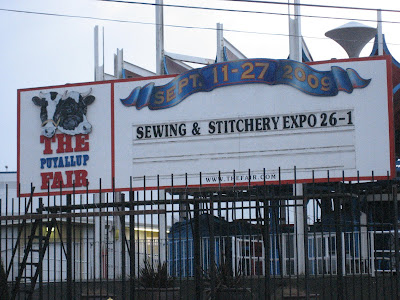 SEPT. 11-27 2009
SEWING & STITCHERY EXPO 26-1
THE
PUYALLUP
FAIR
WWW.THEFAIR.COM